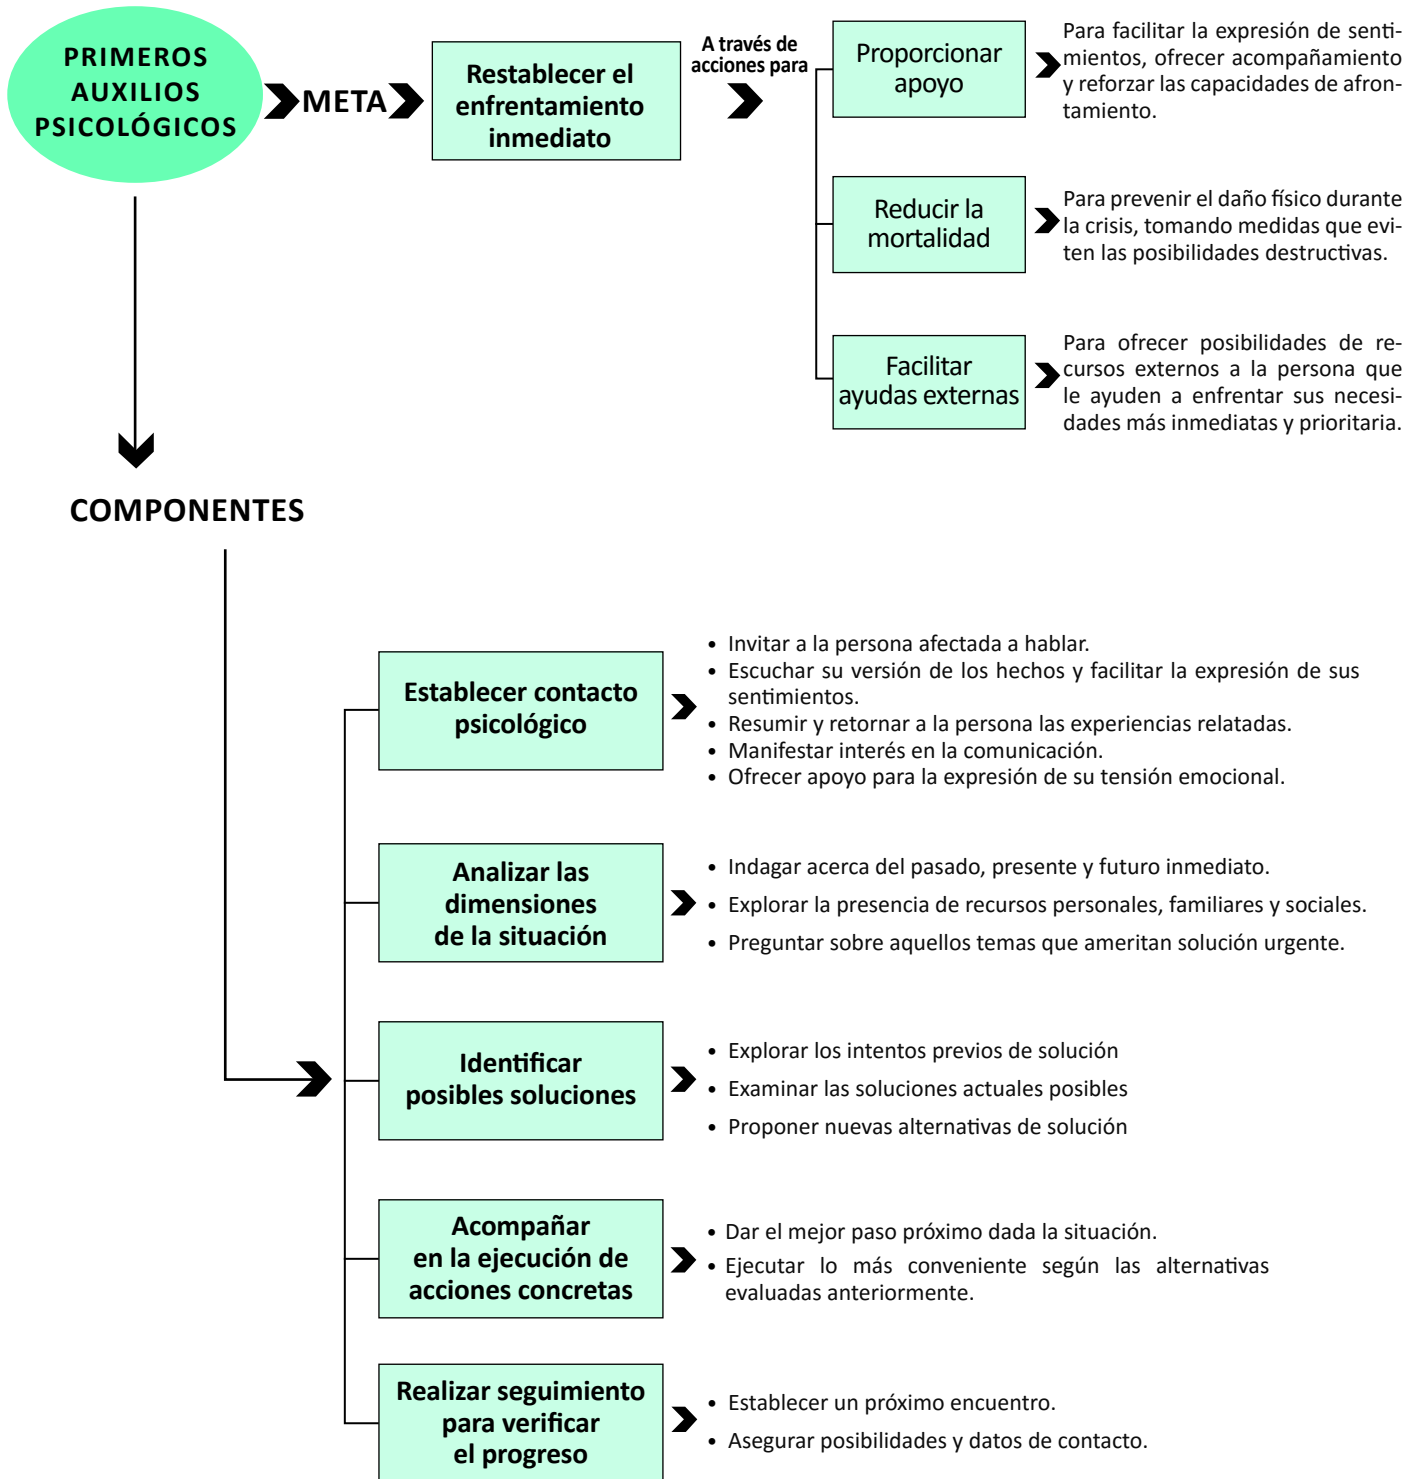 PRIMEROS
AUXILIOS
PSICOLÓGICOS
META
Restablecer el
enfrentamiento
inmediato
A través de
acciones para
Proporcionar
apoyo
Para facilitar la expresión de senti-
mientos, ofrecer acompañamiento
y reforzar las capacidades de afron-
tamiento.
Reducir la
mortalidad
Para prevenir el daño físico durante
la crisis, tomando medidas que evi-
ten las posibilidades destructivas.
Facilitar
ayudas externas
Para ofrecer posibilidades de re-
cursos externos a la persona que
le ayuden a enfrentar sus necesi-
dades más inmediatas y prioritaria.
COMPONENTES
Establecer contacto
psicológico
• Invitar a la persona afectada a hablar.
• Escuchar su versión de los hechos y facilitar la expresión de sus
sentimientos.
• Resumir y retornar a la persona las experiencias relatadas.
• Manifestar interés en la comunicación.
• Ofrecer apoyo para la expresión de su tensión emocional.
Analizar las
dimensiones
de la situación
• Indagar acerca del pasado, presente y futuro inmediato.
• Explorar la presencia de recursos personales, familiares y sociales.
• Preguntar sobre aquellos temas que ameritan solución urgente.
Identificar
posibles soluciones
• Explorar los intentos previos de solución
• Examinar las soluciones actuales posibles
• Proponer nuevas alternativas de solución
Acompañar
en la ejecución de
acciones concretas
• Dar el mejor paso próximo dada la situación.
• Ejecutar lo más conveniente según las alternativas
evaluadas anteriormente.
Realizar seguimiento
para verificar
el progreso
• Establecer un próximo encuentro.
• Asegurar posibilidades y datos de contacto.